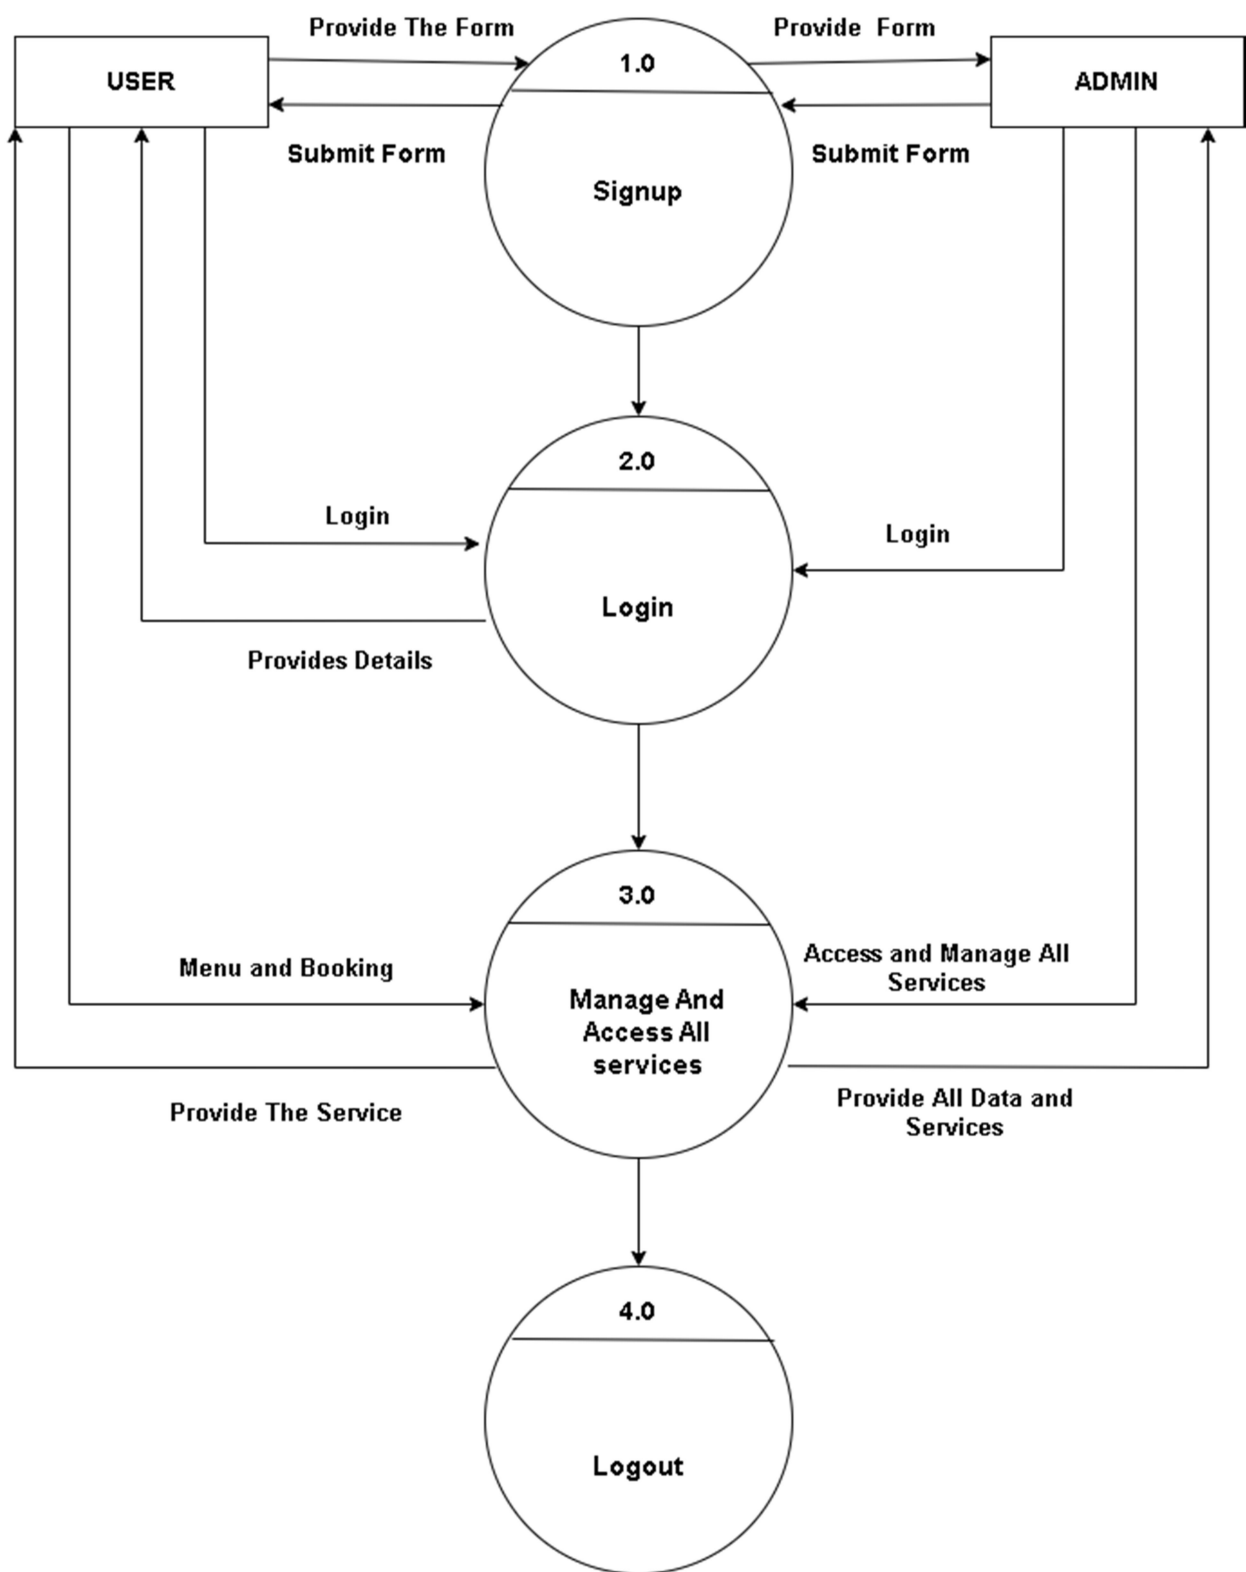 Provide The Form
Provide Form
USER
1.0
ADMIN
Submit Form
Submit Form
Signup
2.0
Login
Login
Login
Provides Details
3.0
Menu and Booking
Access and Manage All
Services
Manage And
Access All
services
Provide The Service
Provide All Data and
Services
4.0
Logout